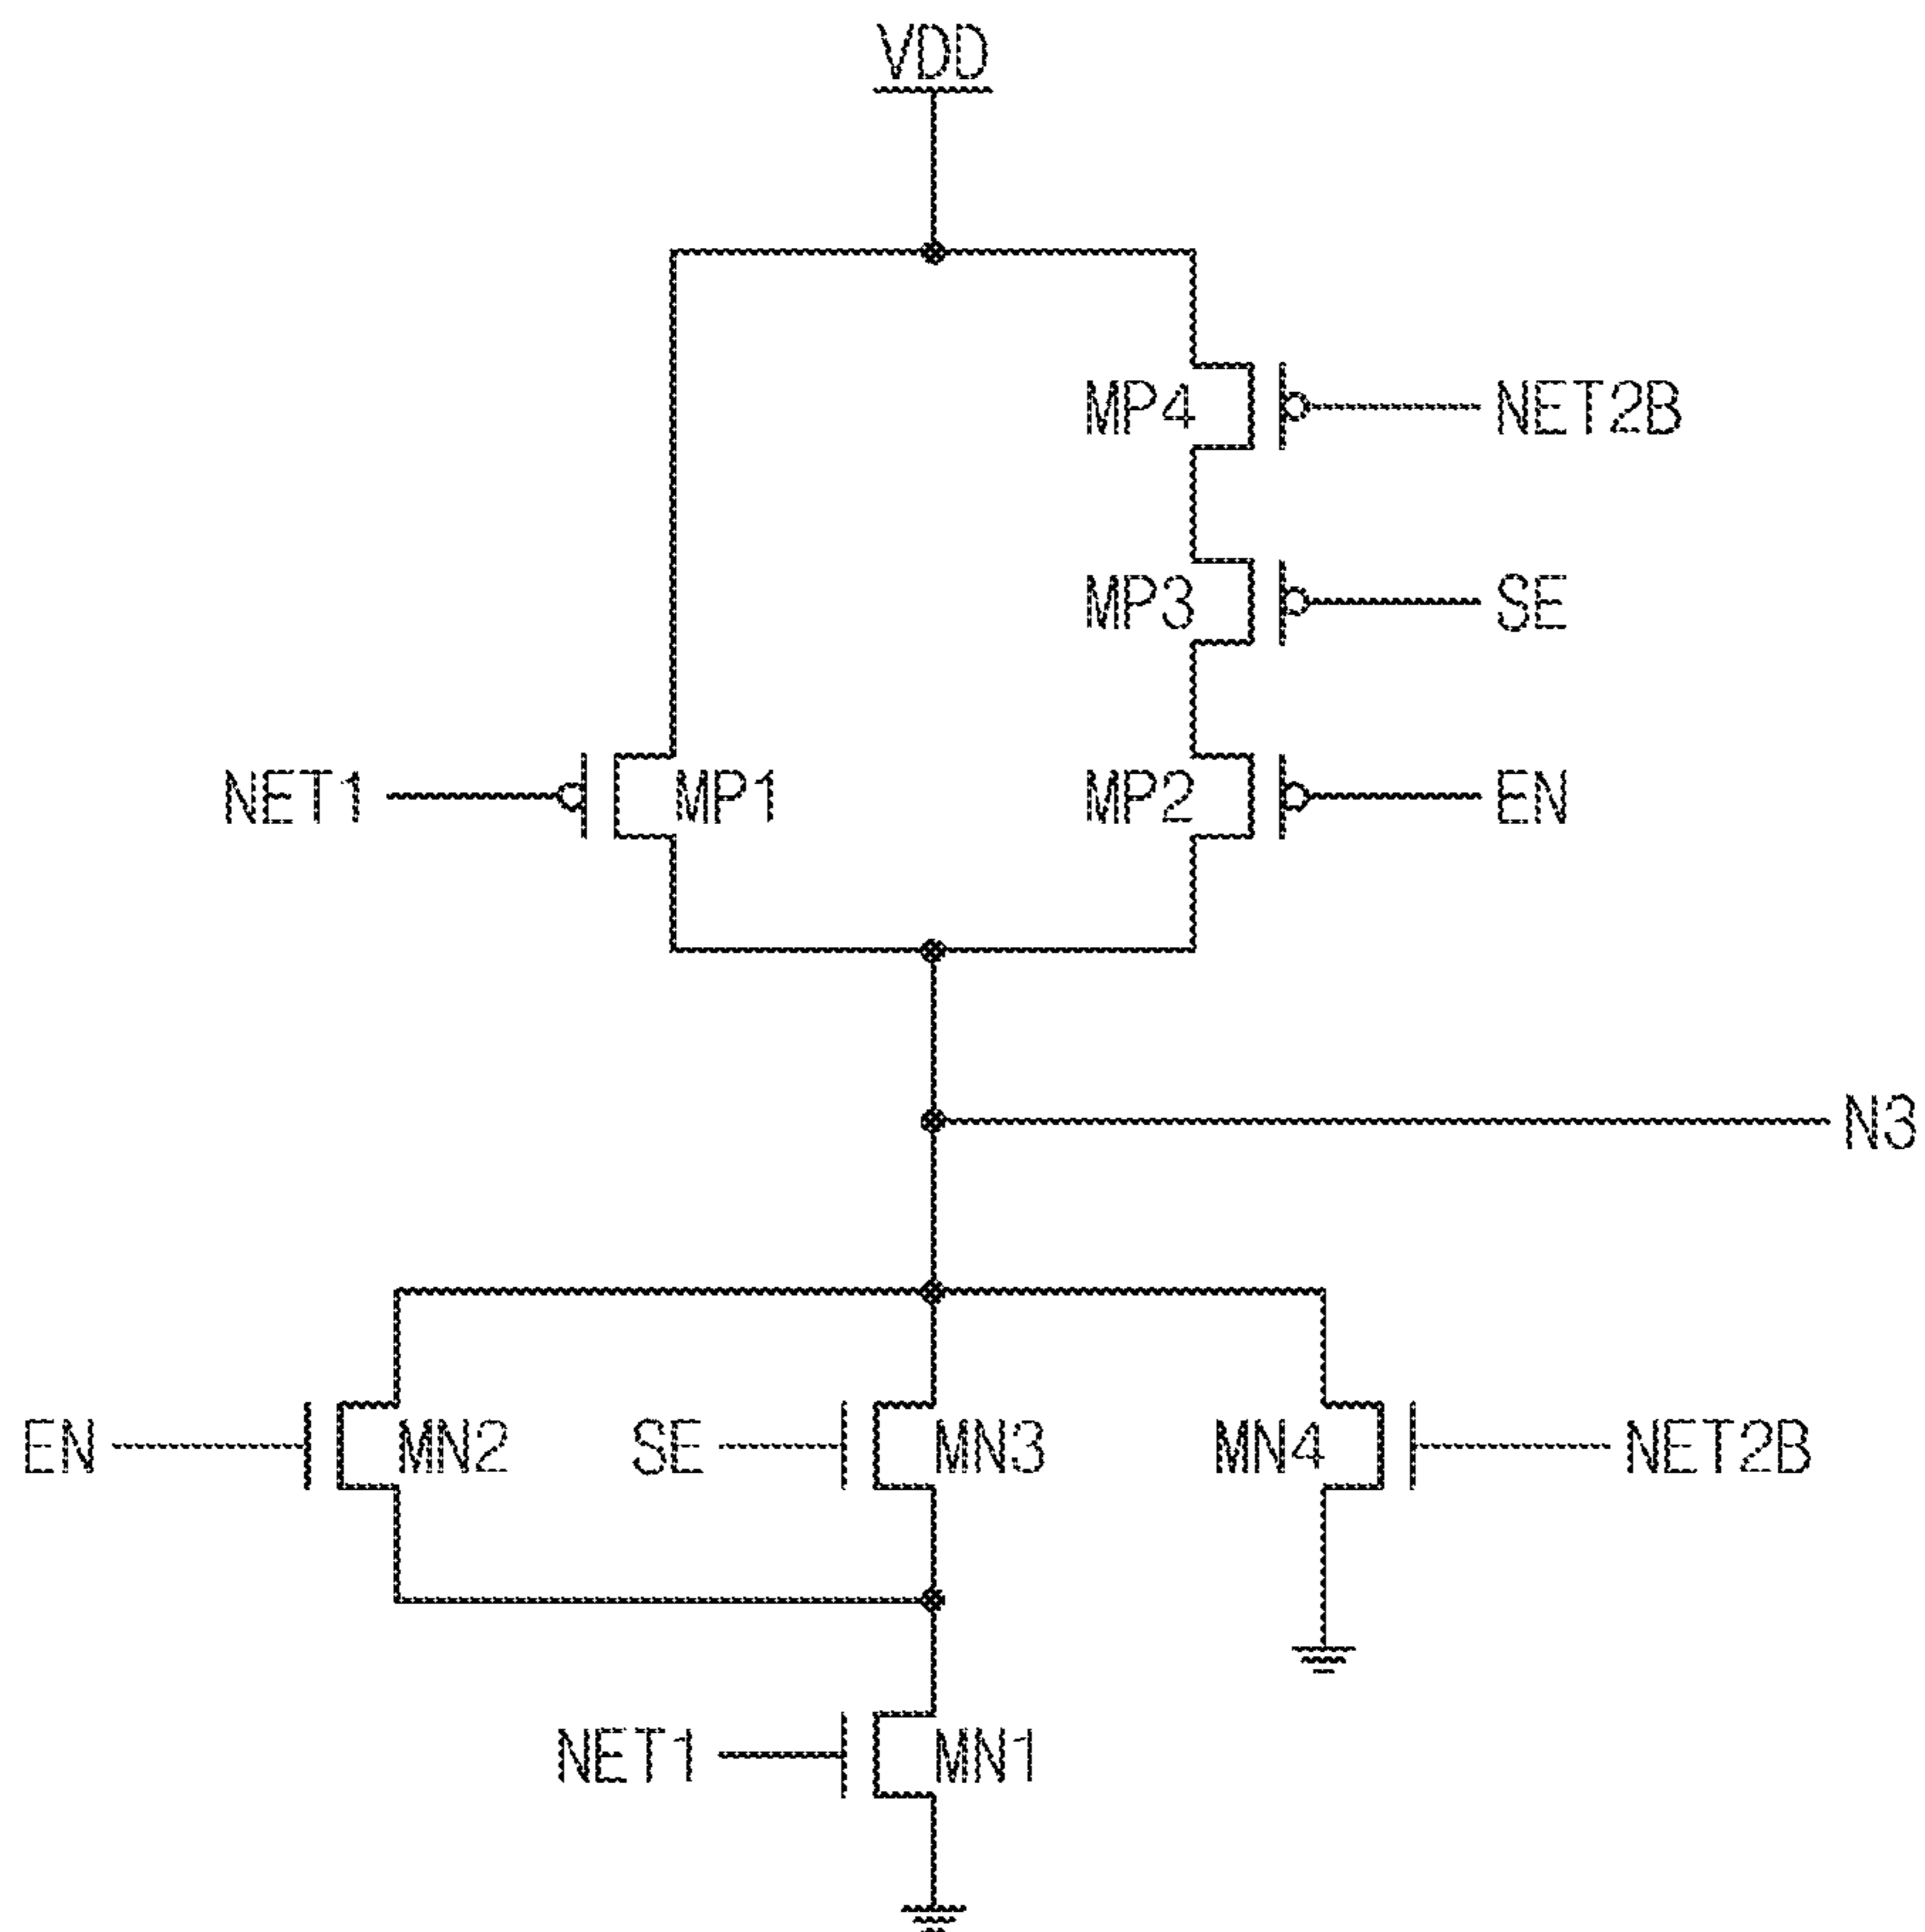 VDD
MP4 NET2B
MP3 SE
NET1 MP1 MP2 EN
N3
EN MN2 SE MN3 MN4 NET2B
NET1 MN1